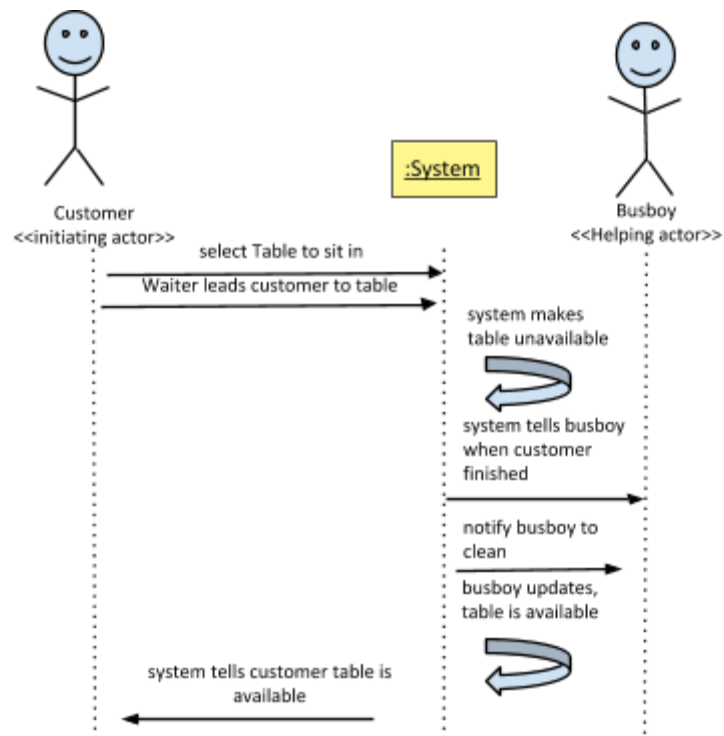 :System
Customer
<<initiating actor>>
Busboy
<<Helping actor>>
select Table to sit in
Waiter leads customer to table
system makes
table unavailable
system tells busboy
when customer
finished
notify busboy to
clean
busboy updates,
table is available
system tells customer table is
available